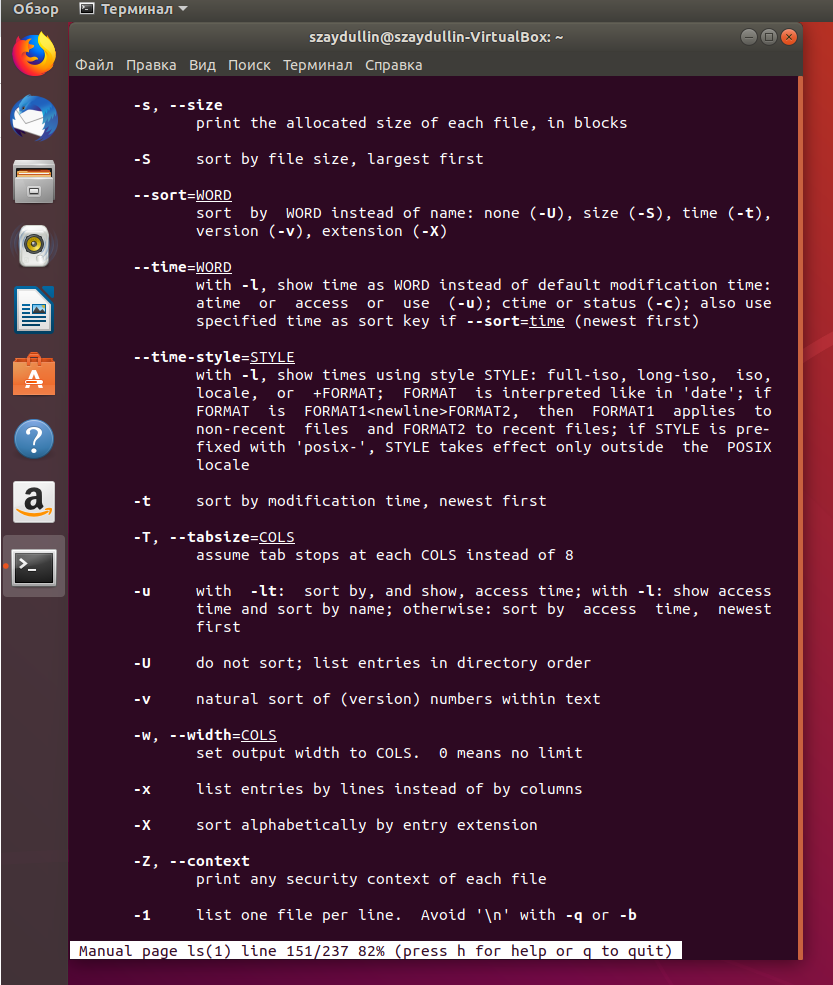 Обзор Терминал
szaydullin@szaydullin-VirtualBox: ~
Файл Правка Вид Поиск Терминал Справка
-s, --size
print the allocated size of each file, in blocks
-S sort by file size, largest first
--sort=WORD
sort by WORD instead of name: none (-U), size (-S), time (-t),
version (-v), extension (-X)
--time=WORD
with -l, show time as WORD instead of default modification time:
atime or access or use (-u); ctime or status (-c); also use
specified time as sort key if --sort=time (newest first)
--time-style=STYLE
with -l, show times using style STYLE: full-iso, long-iso, iso,
locale, or +FORMAT; FORMAT is interpreted like in 'date'; if
FORMAT is FORMAT1<newline>FORMAT2, then FORMAT1 applies to
non-recent files and FORMAT2 to recent files; if STYLE is pre-
fixed with 'posix-', STYLE takes effect only outside the POSIX
locale
-t sort by modification time, newest first
-T, --tabsize=COLS
assume tab stops at each COLS instead of 8
-u with -lt: sort by, and show, access time; with -l: show access
time and sort by name; otherwise: sort by access time, newest
first
-U do not sort; list entries in directory order
-v natural sort of (version) numbers within text
-w, --width=COLS
set output width to COLS. 0 means no limit
-x list entries by lines instead of by columns
-X sort alphabetically by entry extension
-Z, --context
print any security context of each file
-1 list one file per line. Avoid '\n' with -q or -b
Manual page ls(1) line 151/237 82% (press h for help or q to quit)